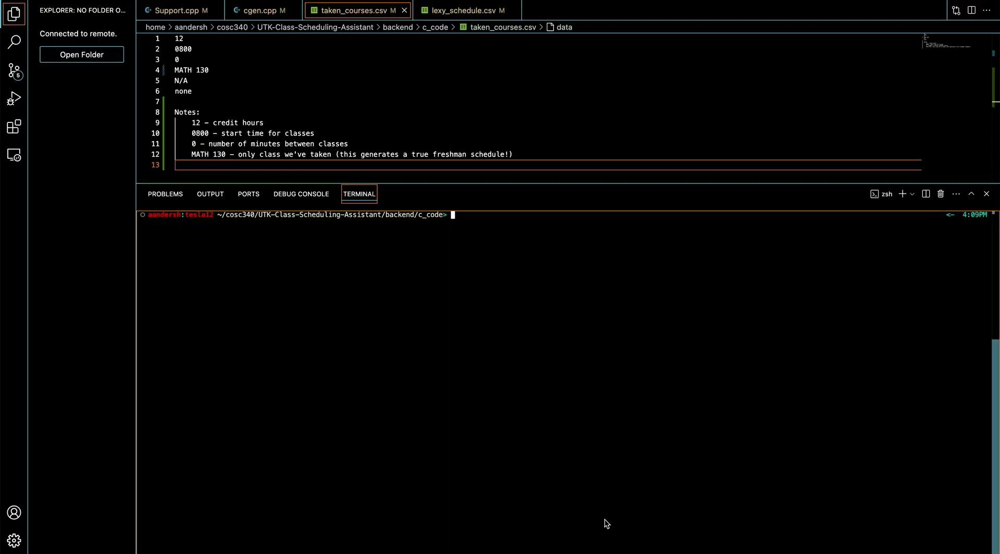 EXPLORER: NO FOLDER O...
Support.cpp M
cgen.cpp M
taken_courses.csv M
lexy_schedule.csv M
Connected to remote.
Open Folder
5
home > aandersh > cosc340 > UTK-Class-Scheduling-Assistant > backend > c_code > taken_courses.csv > data
1 12
2 0800
3 0
4 MATH 130
5 N/A
6 none
7
8 Notes:
9 12 – credit hours
10 0800 – start time for classes
11 0 – number of minutes between classes
12 MATH 130 – only class we've taken (this generates a true freshman schedule!)
13
PROBLEMS OUTPUT PORTS DEBUG CONSOLE TERMINAL
zsh
aandersh:tesla12 ~/cosc340/UTK-Class-Scheduling-Assistant/backend/c_code> <- 4:09PM